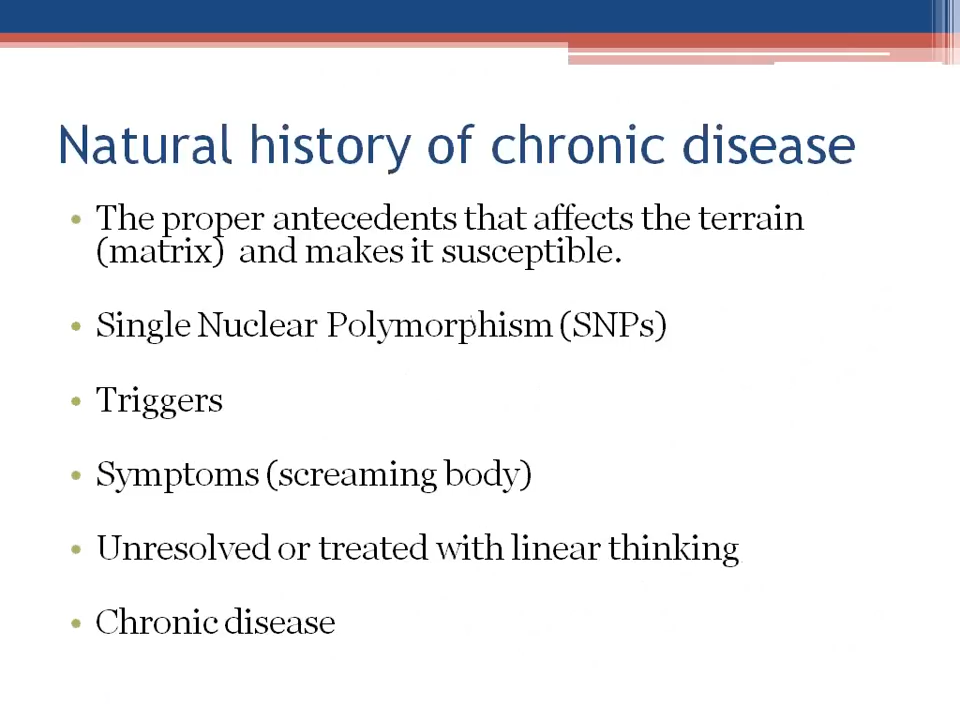 Natural history of chronic disease
• The proper antecedents that affects the terrain
(matrix) and makes it susceptible.
• Single Nuclear Polymorphism (SNPs)
• Triggers
• Symptoms (screaming body)
• Unresolved or treated with linear thinking
• Chronic disease